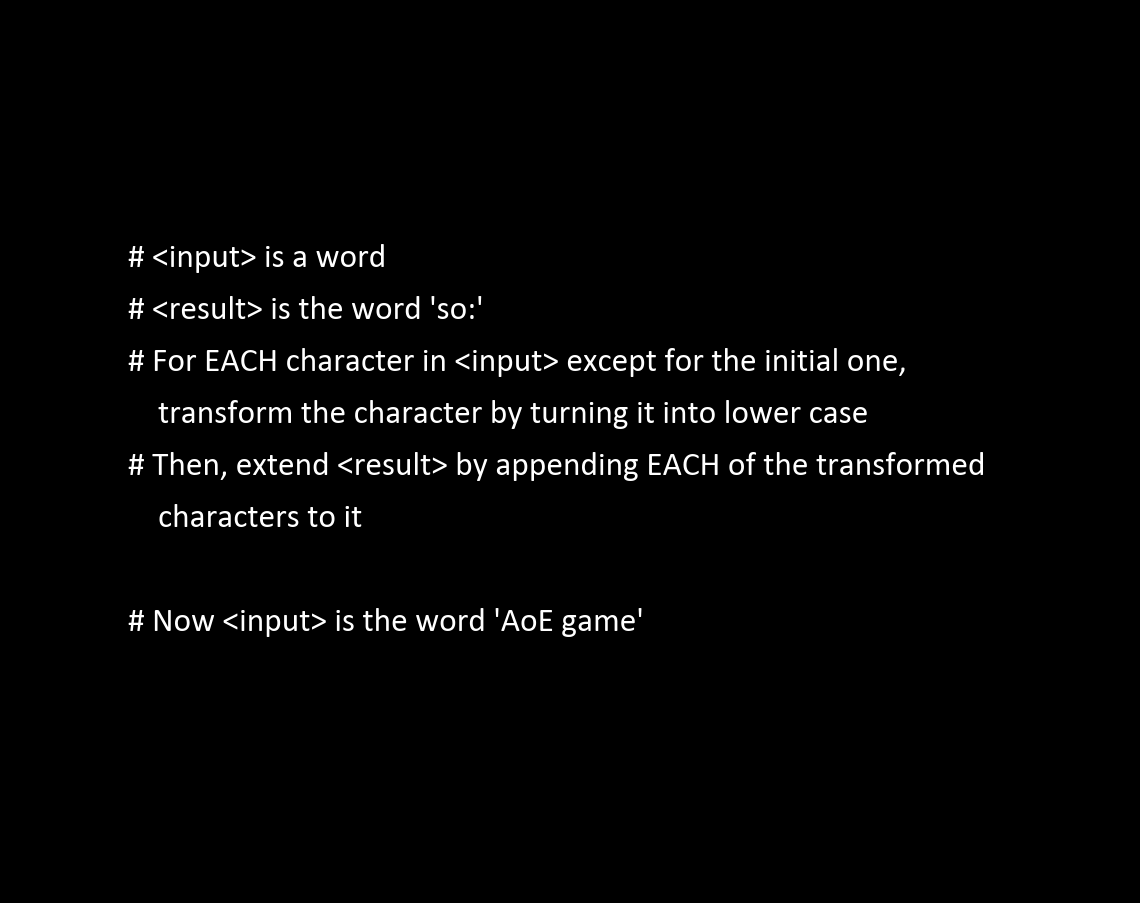 # <input> is a word
# <result> is the word 'so:'
# For EACH character in <input> except for the initial one,
transform the character by turning it into lower case
# Then, extend <result> by appending EACH of the transformed
characters to it
# Now <input> is the word 'AoE game'